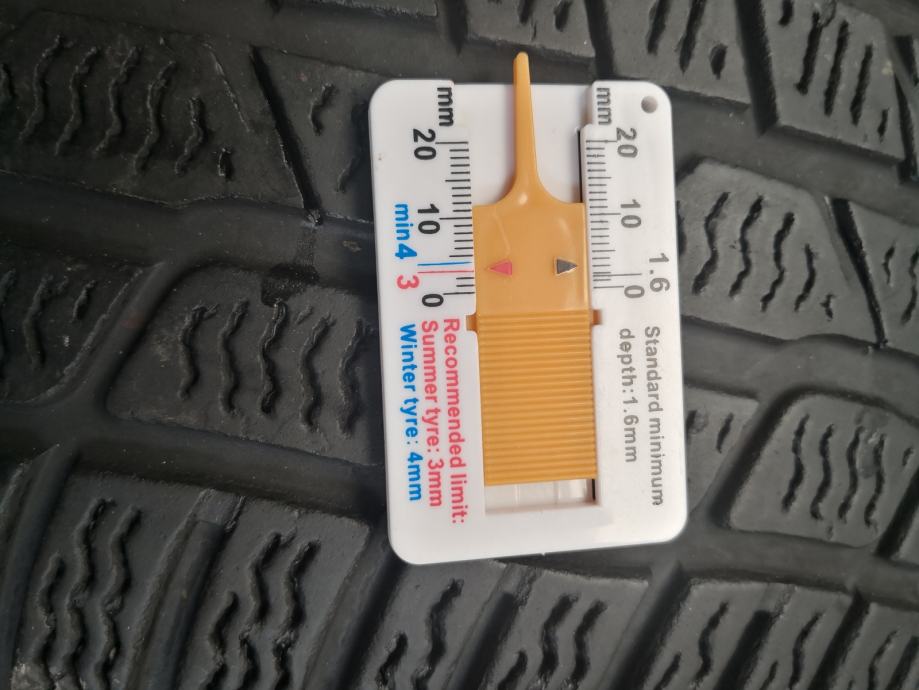 mm
20
10
min4
3
0
mm
20
10
1.6
0
Standard minimum
depth:1.6mm
Recommended limit:
Summer tyre: 3mm
Winter tyre: 4mm